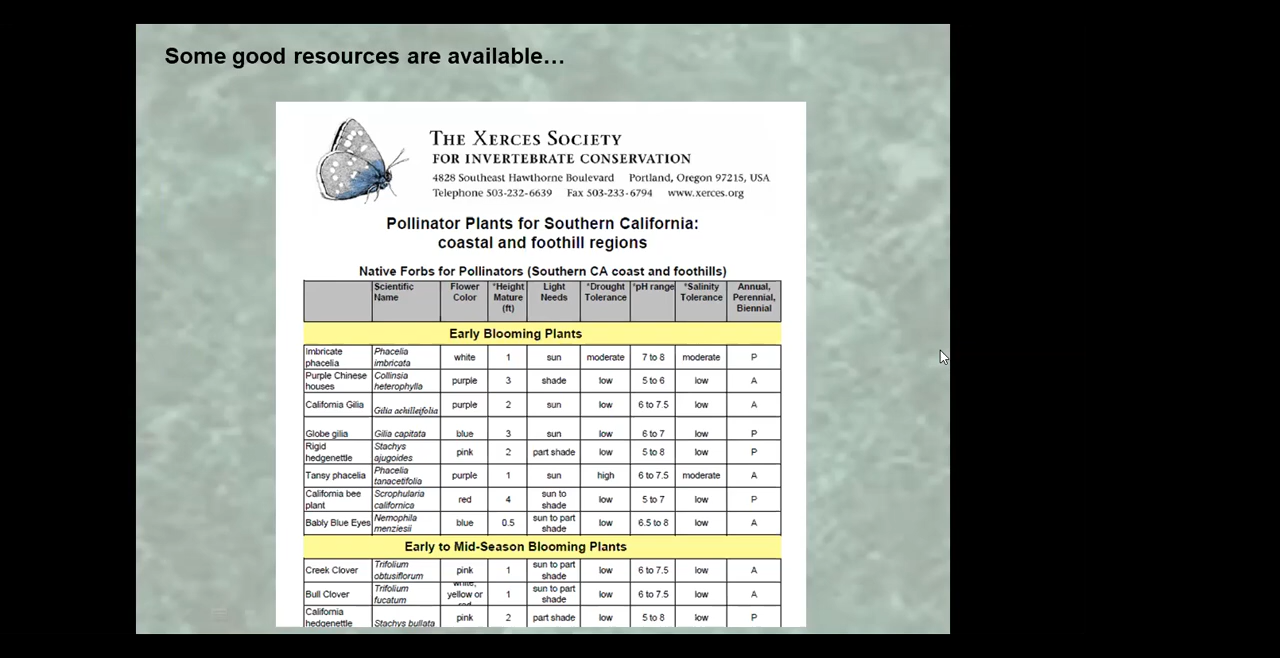 Some good resources are available…
THE XERCES SOCIETY
FOR INVERTEBRATE CONSERVATION
4828 Southeast Hawthorne Boulevard Portland, Oregon 97215, USA
Telephone 503-232-6639 Fax 503-233-6794 www.xerces.org
Pollinator Plants for Southern California:
coastal and foothill regions
Native Forbs for Pollinators (Southern CA coast and foothills)
Scientific Name Flower Color *Height Mature (ft) Light Needs *Drought Tolerance *pH range *Salinity Tolerance Annual, Perennial, Biennial
Early Blooming Plants
Imbricate phacelia Phacelia imbricata white 1 sun moderate 7 to 8 moderate P
Purple Chinese houses Collinsia heterophylla purple 3 shade low 5 to 6 low A
California Gilia Gilia achilleifolia purple 2 sun low 6 to 7.5 low A
Globe gilia Gilia capitata blue 3 sun low 6 to 7 low P
Rigid hedgenettle Stachys ajugoides pink 2 part shade low 5 to 8 low P
Tansy phacelia Phacelia tanacetifolia purple 1 sun high 6 to 7.5 moderate A
California bee plant Scrophularia californica red 4 sun to shade low 5 to 7 low P
Bably Blue Eyes Nemophila menziesii blue 0.5 sun to part shade low 6.5 to 8 low A
Early to Mid-Season Blooming Plants
Creek Clover Trifolium obtusiflorum pink 1 sun to part shade low 6 to 7.5 low A
Bull Clover Trifolium fucatum white, yellow or red 1 sun to part shade low 6 to 7.5 low A
California hedgenettle Stachys bullata pink 2 part shade low 5 to 8 low P